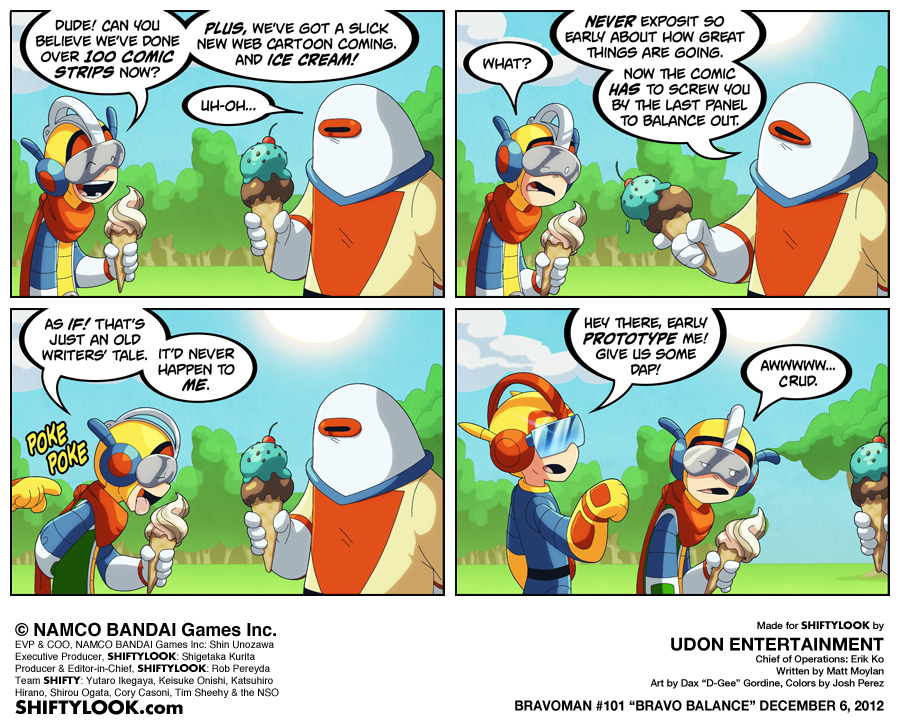 DUDE! CAN YOU
BELIEVE WE'VE DONE
OVER 100 COMIC
STRIPS NOW?
PLUS, WE'VE GOT A SLICK
NEW WEB CARTOON COMING.
AND ICE CREAM!
UH-OH...
WHAT?
NEVER EXPOSIT SO
EARLY ABOUT HOW GREAT
THINGS ARE GOING.
NOW THE COMIC
HAS TO SCREW YOU
BY THE LAST PANEL
TO BALANCE OUT.
AS IF! THAT'S
JUST AN OLD
WRITERS' TALE.
IT'D NEVER
HAPPEN TO
ME.
POKE
POKE
HEY THERE, EARLY
PROTOTYPE ME!
GIVE US SOME
DAP!
AWWWWW...
CRUD.
© NAMCO BANDAI Games Inc.
EVP & COO, NAMCO BANDAI Games Inc: Shin Unozawa
Executive Producer, SHIFTYLOOK: Shigetaka Kurita
Producer & Editor-in-Chief, SHIFTYLOOK: Rob Pereyda
Team SHIFTY: Yutaro Ikegaya, Keisuke Onishi, Katsuhiro
Hirano, Shirou Ogata, Cory Casoni, Tim Sheehy & the NSO
SHIFTYLOOK.com
Made for SHIFTYLOOK by
UDON ENTERTAINMENT
Chief of Operations: Erik Ko
Written by Matt Moylan
Art by Dax "D-Gee" Gordine, Colors by Josh Perez
BRAVOMAN #101 "BRAVO BALANCE" DECEMBER 6, 2012